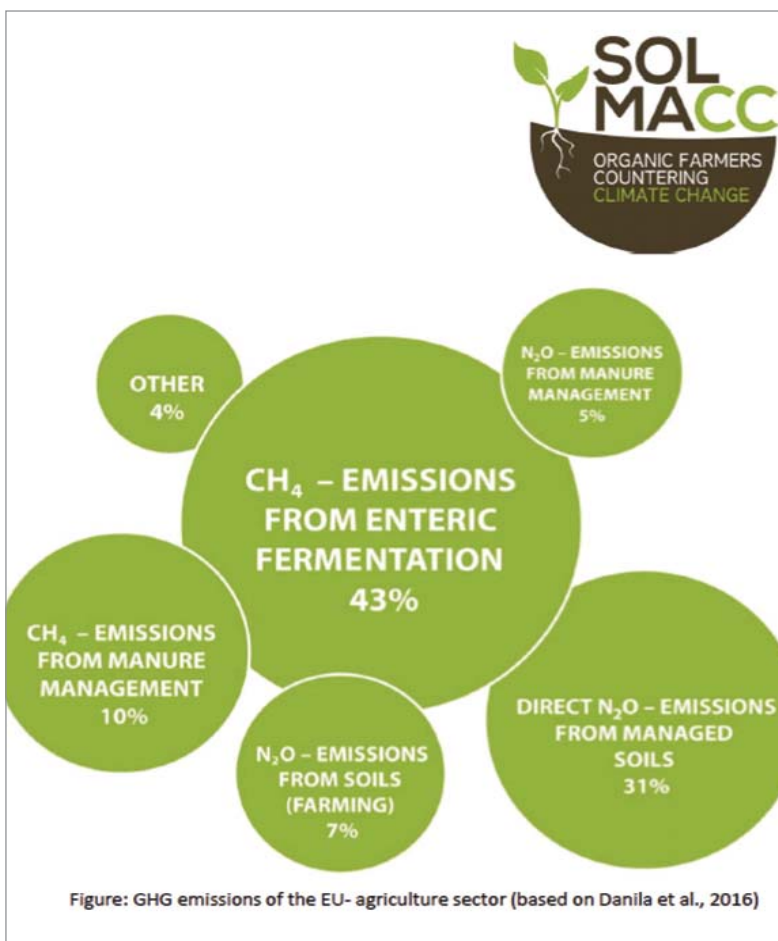 SOL
MACC
ORGANIC FARMERS
COUNTERING
CLIMATE CHANGE
OTHER
4%
N₂O – EMISSIONS
FROM MANURE
MANAGEMENT
5%
CH₄ – EMISSIONS
FROM ENTERIC
FERMENTATION
43%
CH₄ – EMISSIONS
FROM MANURE
MANAGEMENT
10%
N₂O – EMISSIONS
FROM SOILS
(FARMING)
7%
DIRECT N₂O – EMISSIONS
FROM MANAGED
SOILS
31%
Figure: GHG emissions of the EU- agriculture sector (based on Danila et al., 2016)